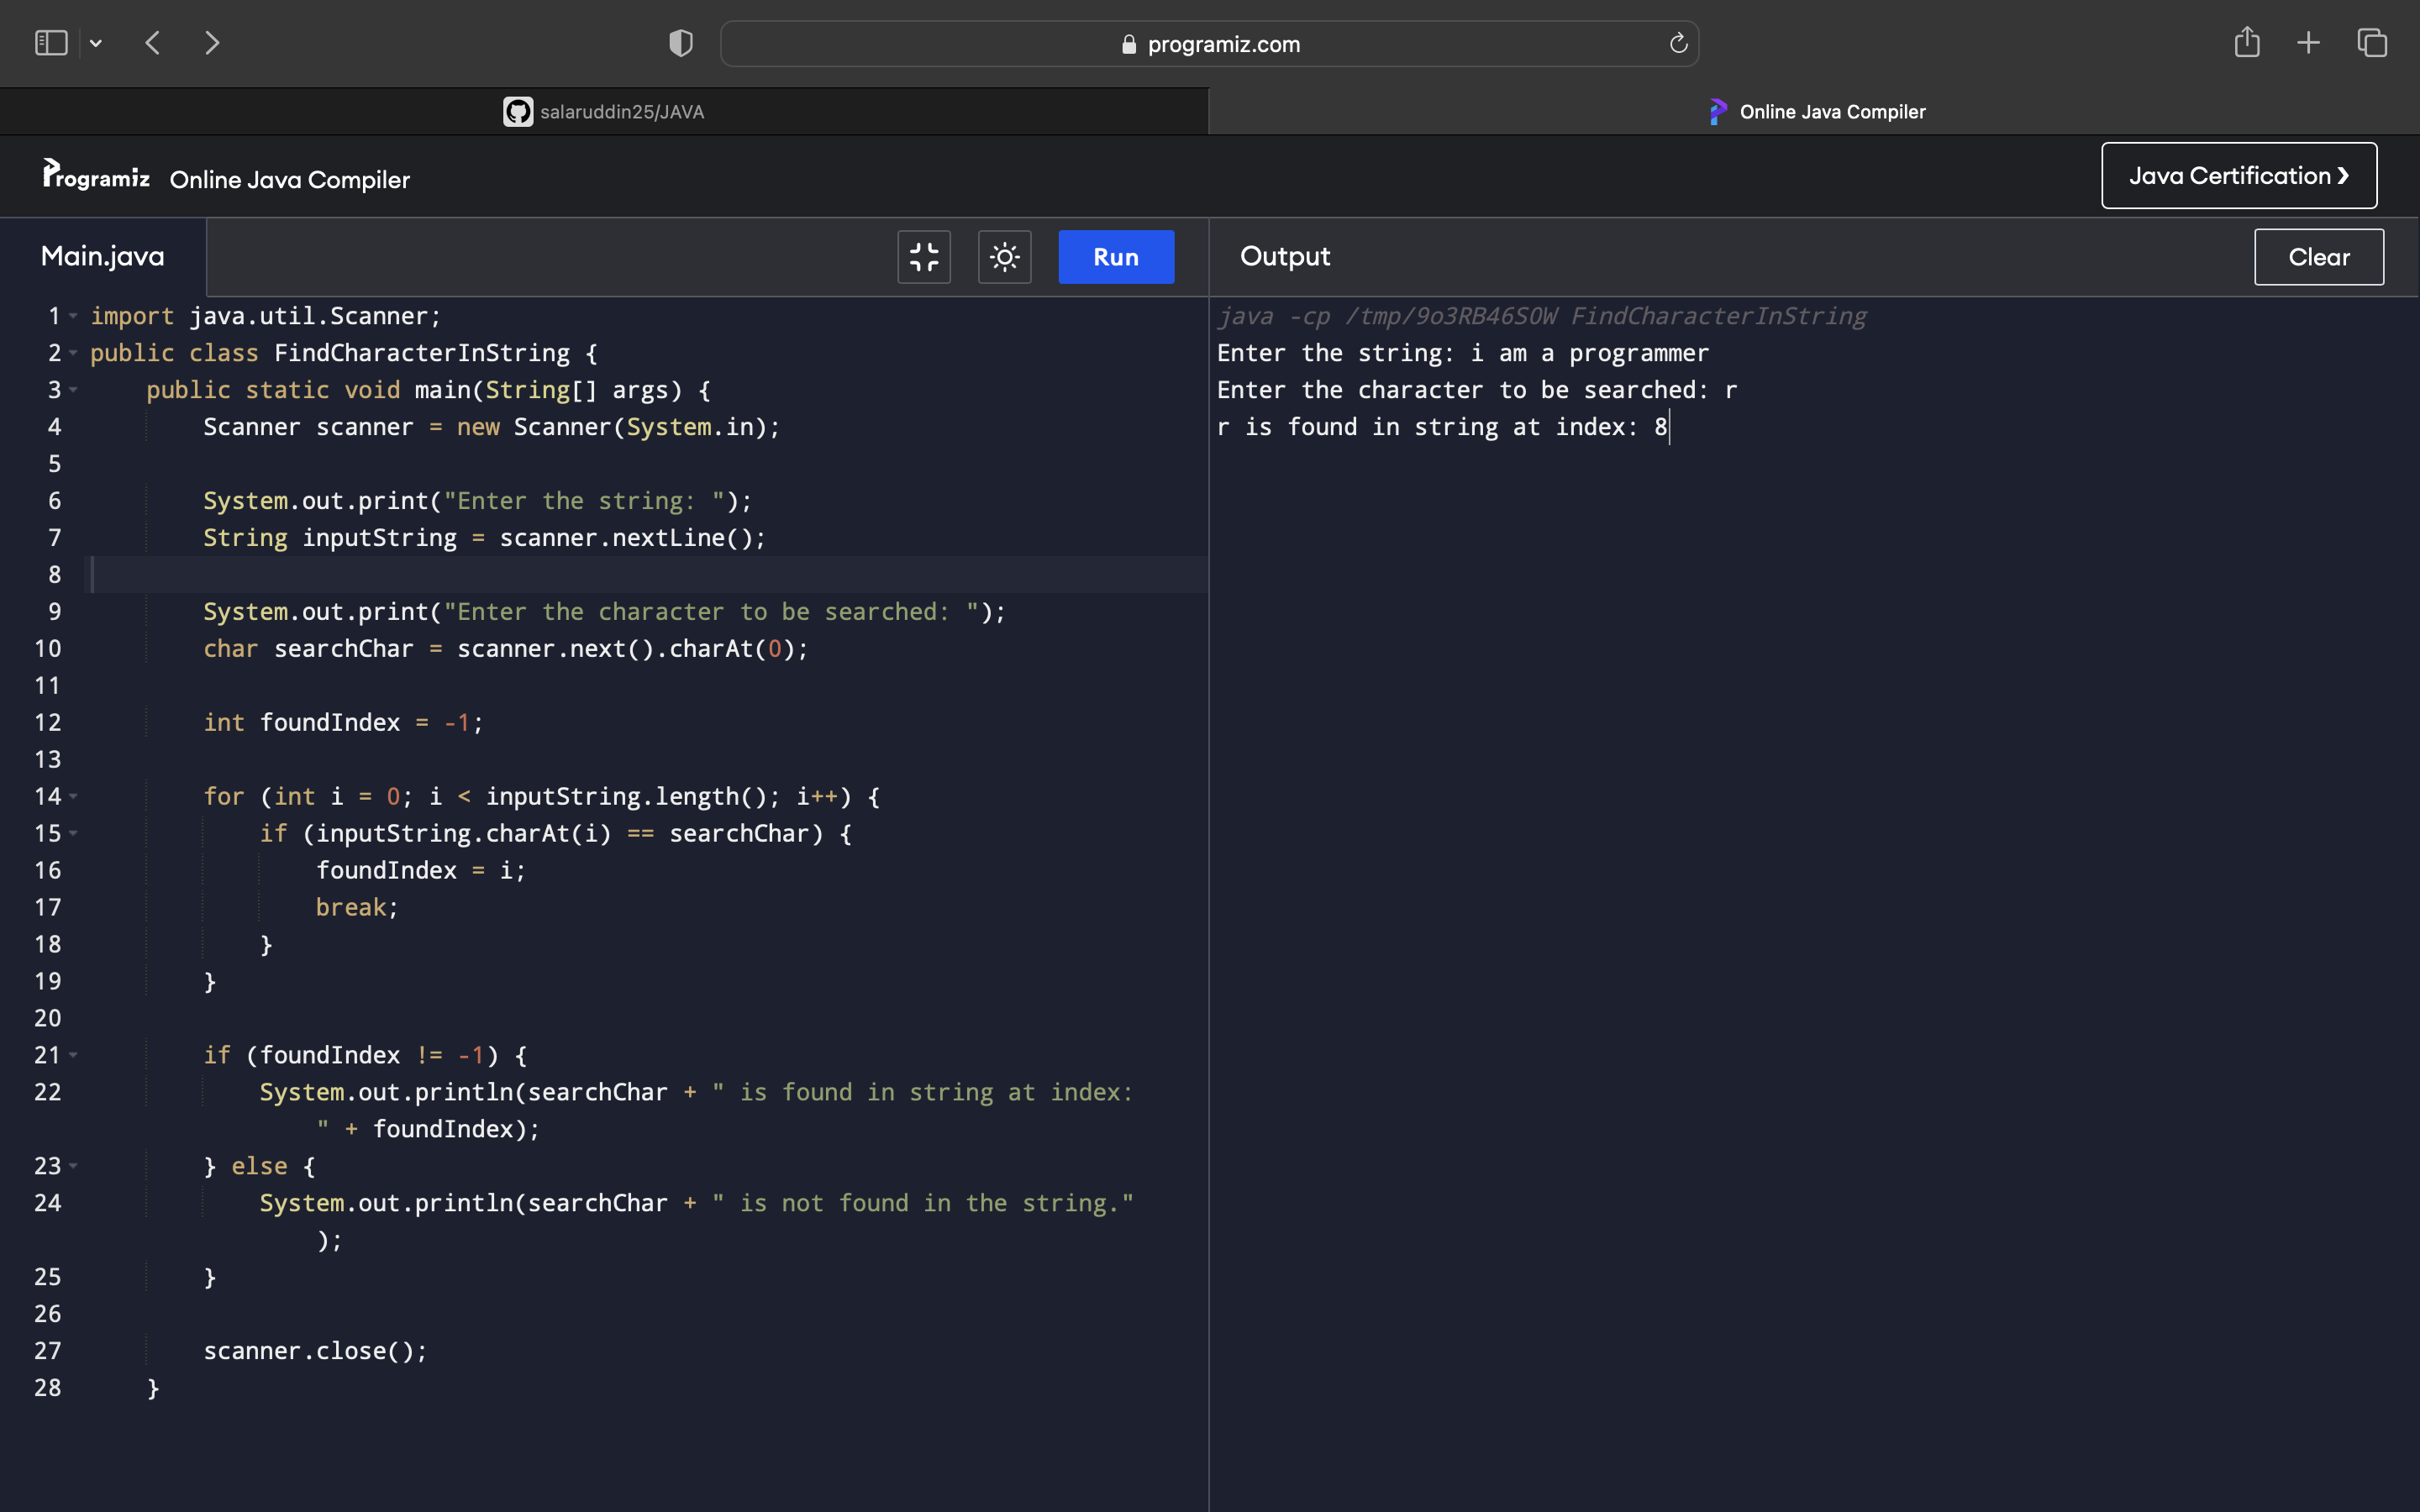 programiz.com
salaruddin25/JAVA
Online Java Compiler
Programiz Online Java Compiler
Java Certification ❯
Main.java
Run
Output
Clear
1 import java.util.Scanner;
2 public class FindCharacterInString {
3     public static void main(String[] args) {
4         Scanner scanner = new Scanner(System.in);
5
6         System.out.print("Enter the string: ");
7         String inputString = scanner.nextLine();
8
9         System.out.print("Enter the character to be searched: ");
10         char searchChar = scanner.next().charAt(0);
11
12         int foundIndex = -1;
13
14         for (int i = 0; i < inputString.length(); i++) {
15             if (inputString.charAt(i) == searchChar) {
16                 foundIndex = i;
17                 break;
18             }
19         }
20
21         if (foundIndex != -1) {
22             System.out.println(searchChar + " is found in string at index:
" + foundIndex);
23         } else {
24             System.out.println(searchChar + " is not found in the string."
);
25         }
26
27         scanner.close();
28     }
java -cp /tmp/9o3RB46S0W FindCharacterInString
Enter the string: i am a programmer
Enter the character to be searched: r
r is found in string at index: 8